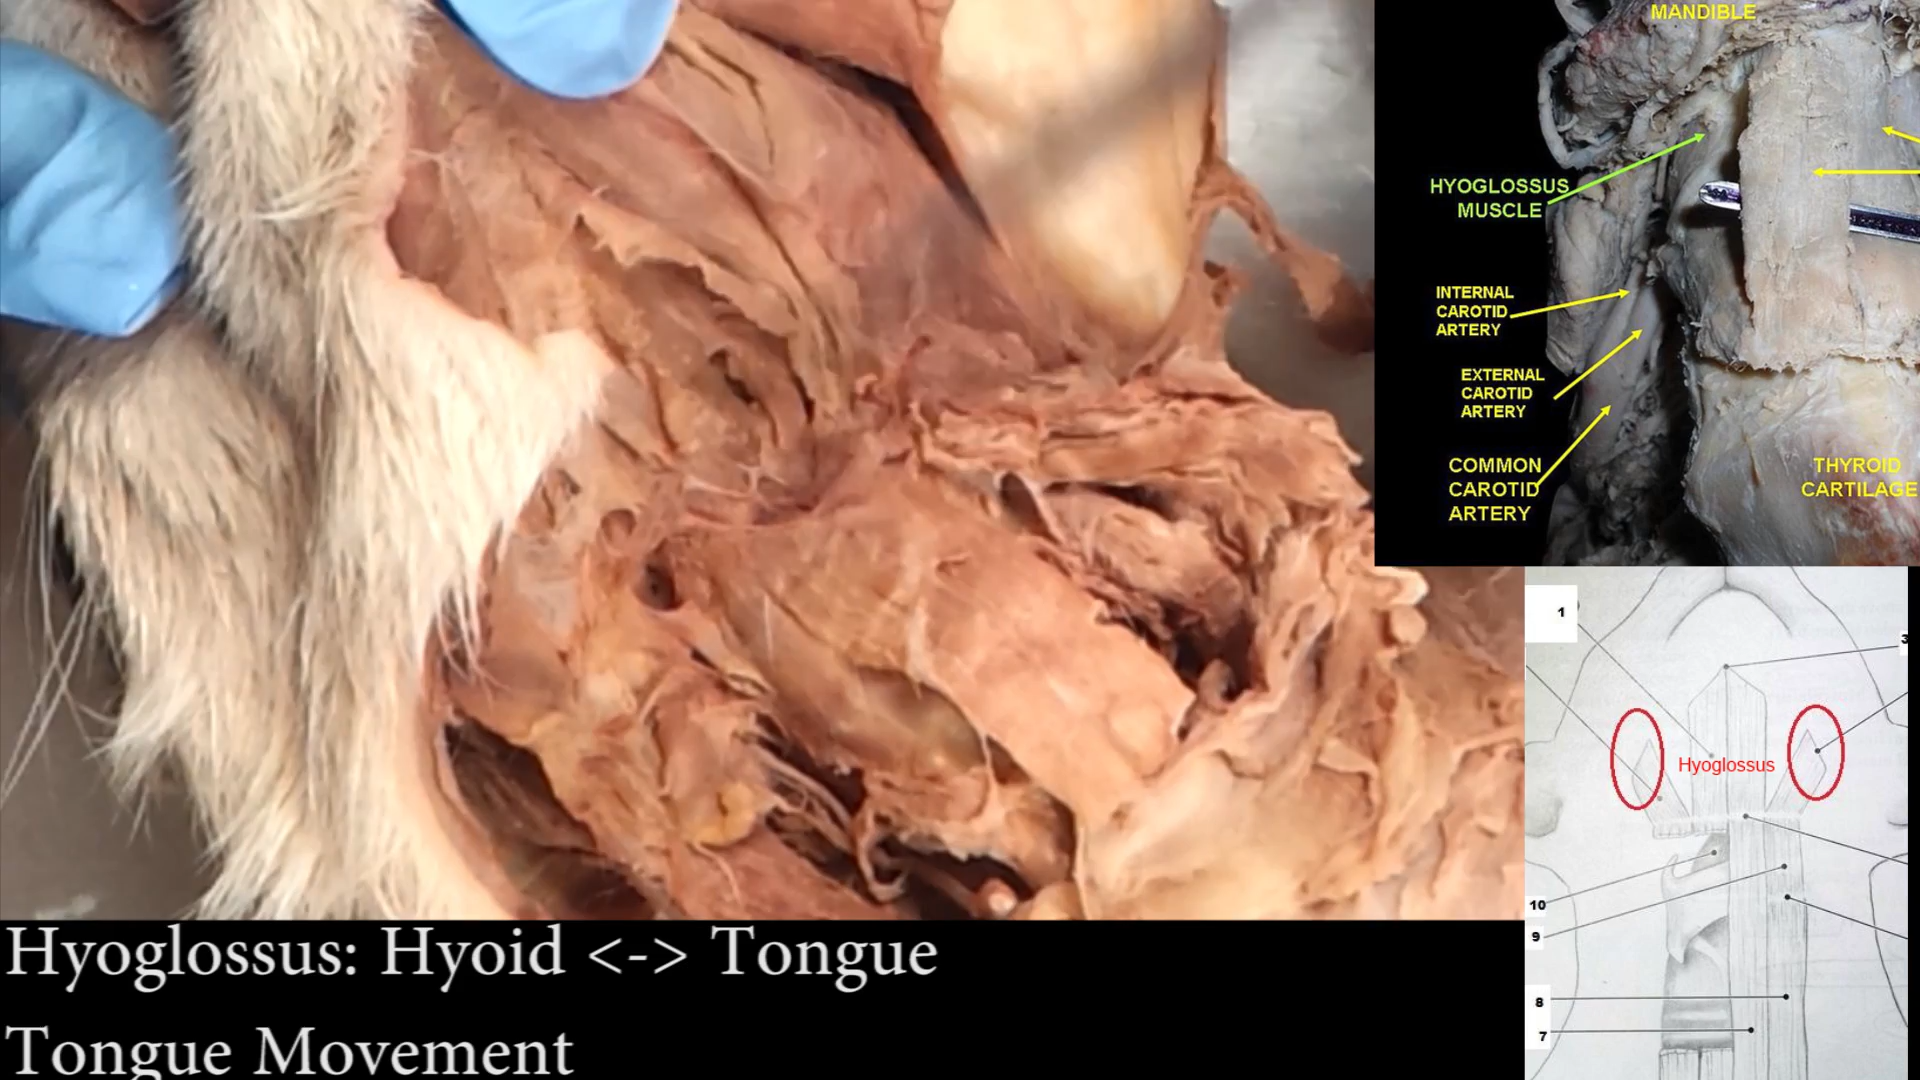 MANDIBLE
HYOGLOSSUS
MUSCLE
INTERNAL
CAROTID
ARTERY
EXTERNAL
CAROTID
ARTERY
COMMON
CAROTID
ARTERY
THYROID
CARTILAGE
1
3
Hyoglossus
10
9
8
7
Hyoglossus: Hyoid <-> Tongue
Tongue Movement